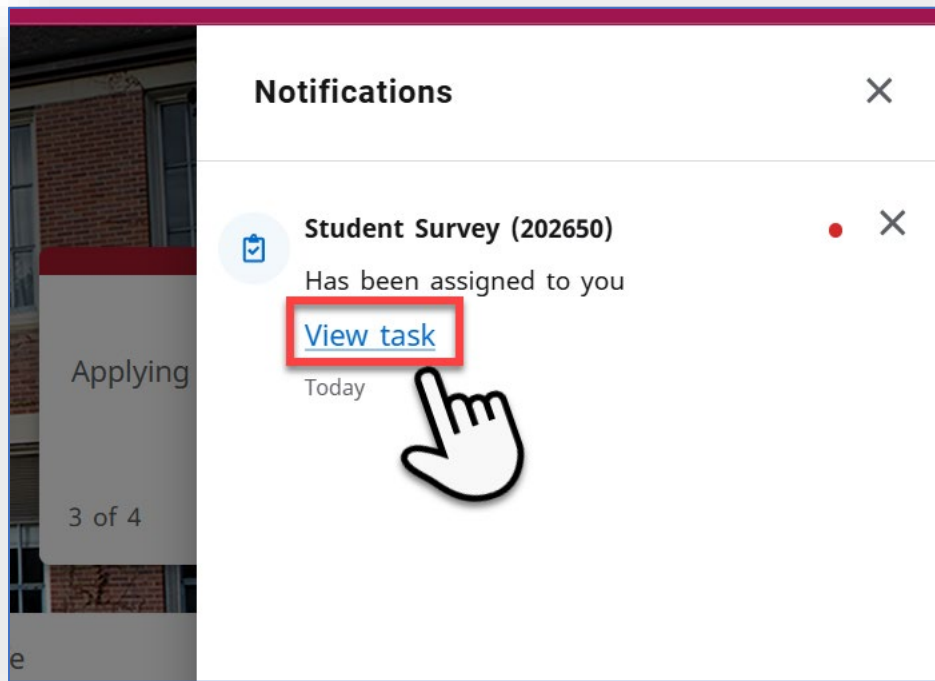 Notifications
Student Survey (202650)
Has been assigned to you
View task
Today
Applying
3 of 4
e